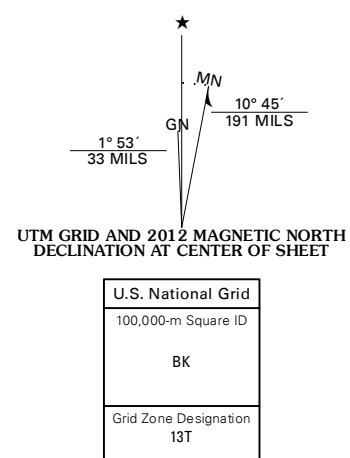 ★
MN
GN
10° 45´
191 MILS
1° 53´
33 MILS
UTM GRID AND 2012 MAGNETIC NORTH
DECLINATION AT CENTER OF SHEET
U.S. National Grid
100,000-m Square ID
BK
Grid Zone Designation
13T